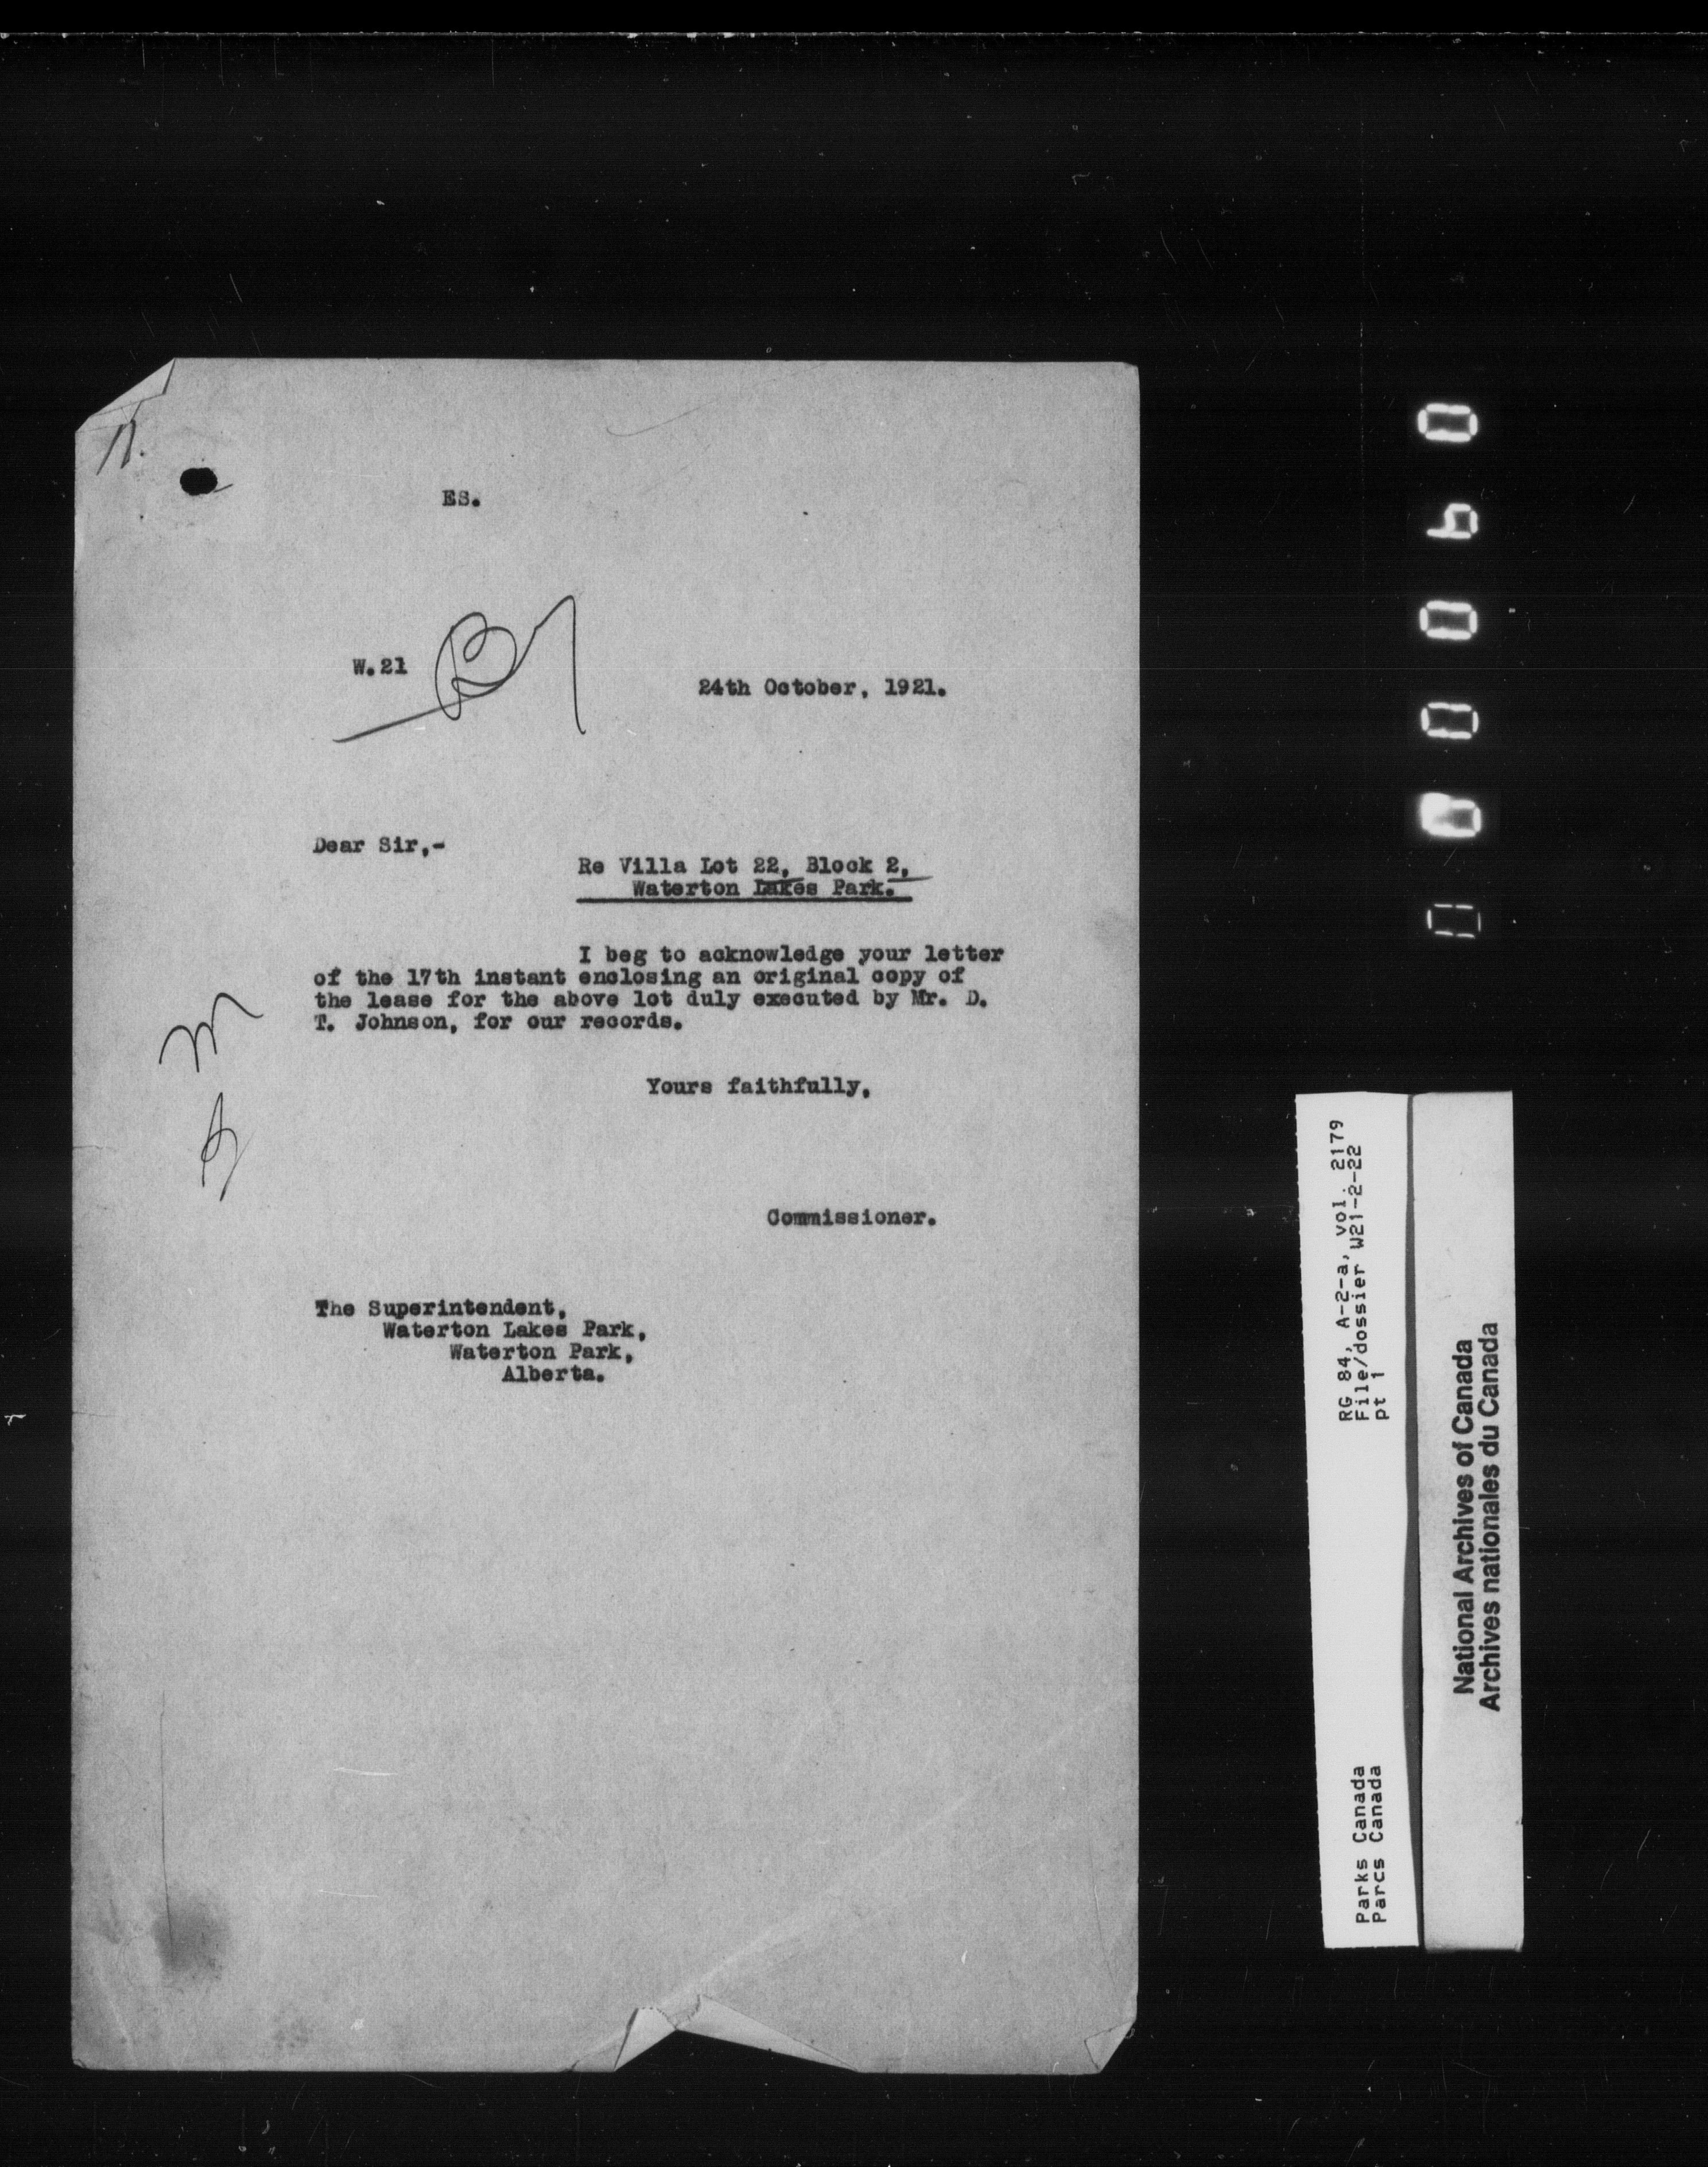 11.
ES.
W.21
24th October, 1921.
Dear Sir,-
Re Villa Lot 22, Block 2,
Waterton Lakes Park.
I beg to acknowledge your letter
of the 17th instant enclosing an original copy of
the lease for the above lot duly executed by Mr. D.
T. Johnson, for our records.
Yours faithfully,
Commissioner.
The Superintendent,
Waterton Lakes Park,
Waterton Park,
Alberta.
RG 84, A-2-a, vol. 2179
File/dossier W21-2-22
pt 1
Parks Canada
Parcs Canada
National Archives of Canada
Archives nationales du Canada